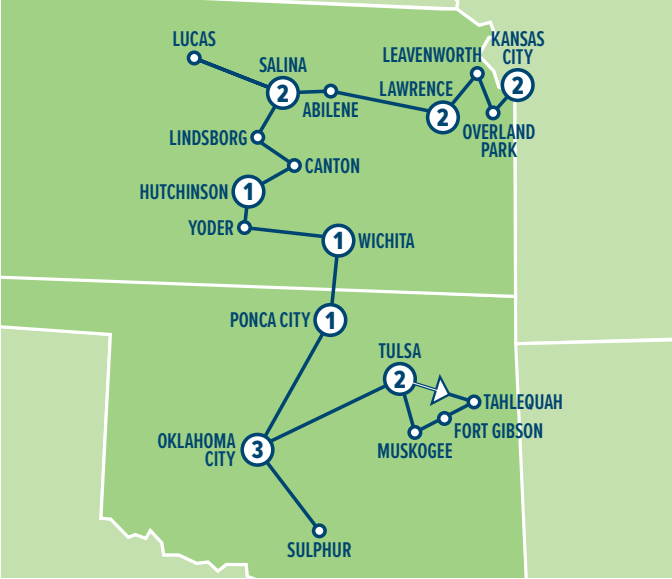 LUCAS
SALINA
2
ABILENE
LEAVENWORTH
KANSAS
CITY
2
LAWRENCE
2
OVERLAND
PARK
LINDSBORG
CANTON
HUTCHINSON
1
YODER
1
WICHITA
PONCA CITY
1
TULSA
2
TAHLEQUAH
FORT GIBSON
MUSKOGEE
OKLAHOMA
CITY
3
SULPHUR